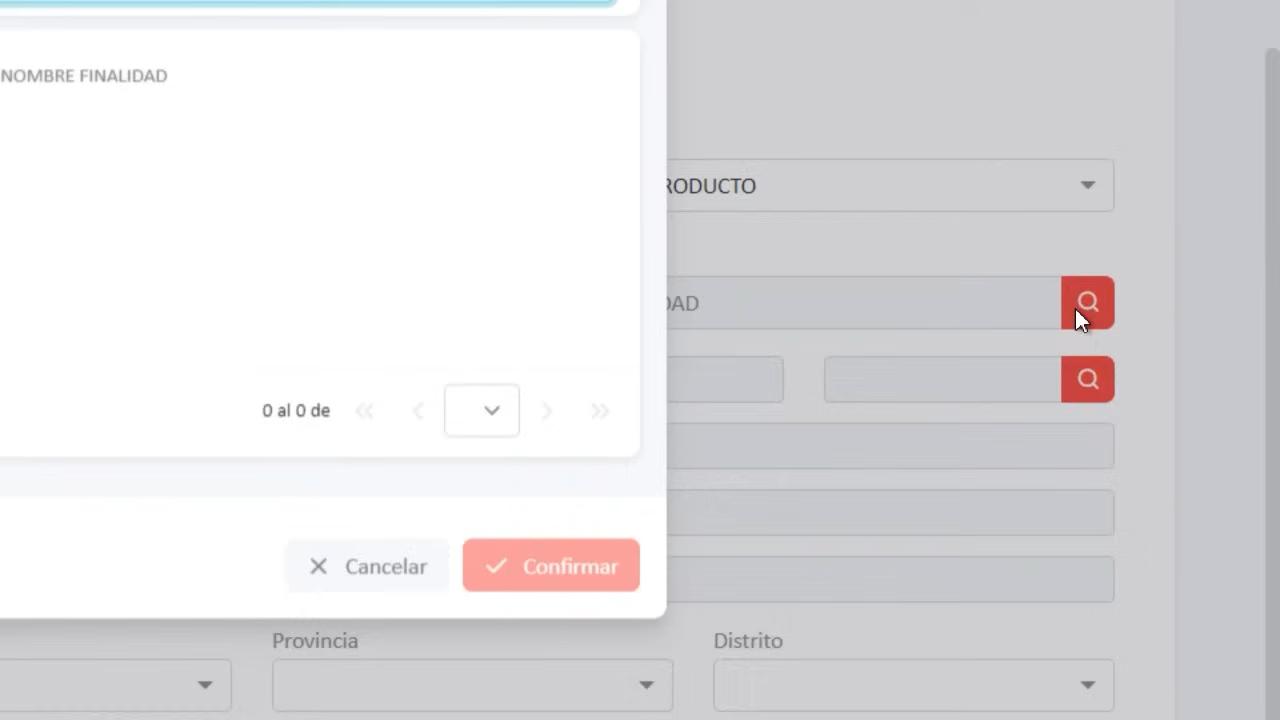 NOMBRE FINALIDAD
RODUCTO
DAD
0 al 0 de
Cancelar
Confirmar
Provincia
Distrito